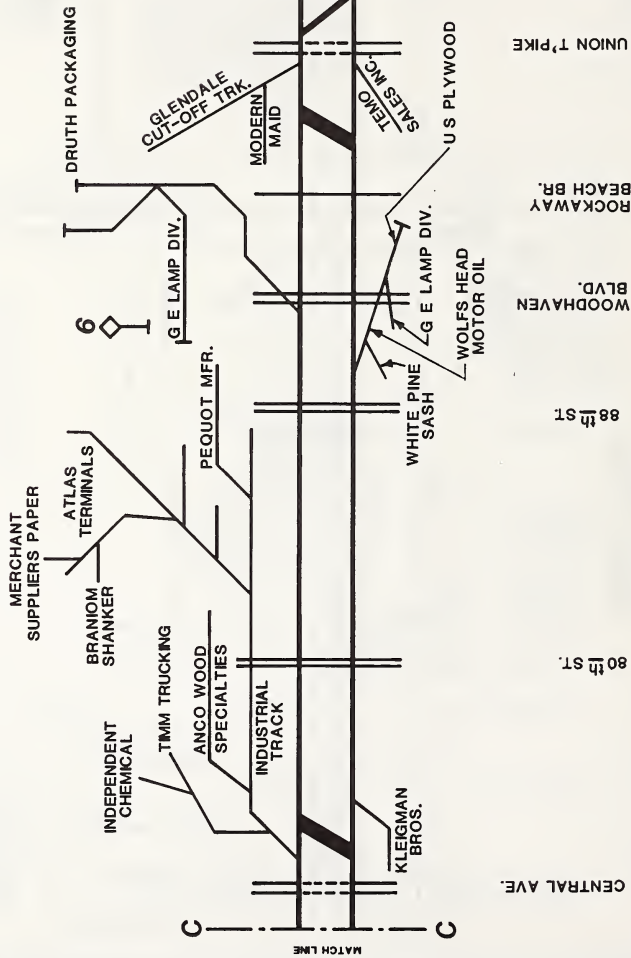 UNION T'PIKE
GLENDALE
CUT-OFF TRK.
MODERN
MAID
TEMO
SALES INC.
DRUTH PACKAGING
U S PLYWOOD
ROCKAWAY
BEACH BR.
G E LAMP DIV.
6
WOODHAVEN
BLVD.
G E LAMP DIV.
WOLFS HEAD
MOTOR OIL
WHITE PINE
SASH
88th ST.
PEQUOT MFR.
ATLAS
TERMINALS
MERCHANT
SUPPLIERS PAPER
BRANIOM
SHANKER
80th ST.
TIMM TRUCKING
ANCO WOOD
SPECIALTIES
INDUSTRIAL
TRACK
INDEPENDENT
CHEMICAL
KLEIGMAN
BROS.
CENTRAL AVE.
C
C
MATCH LINE